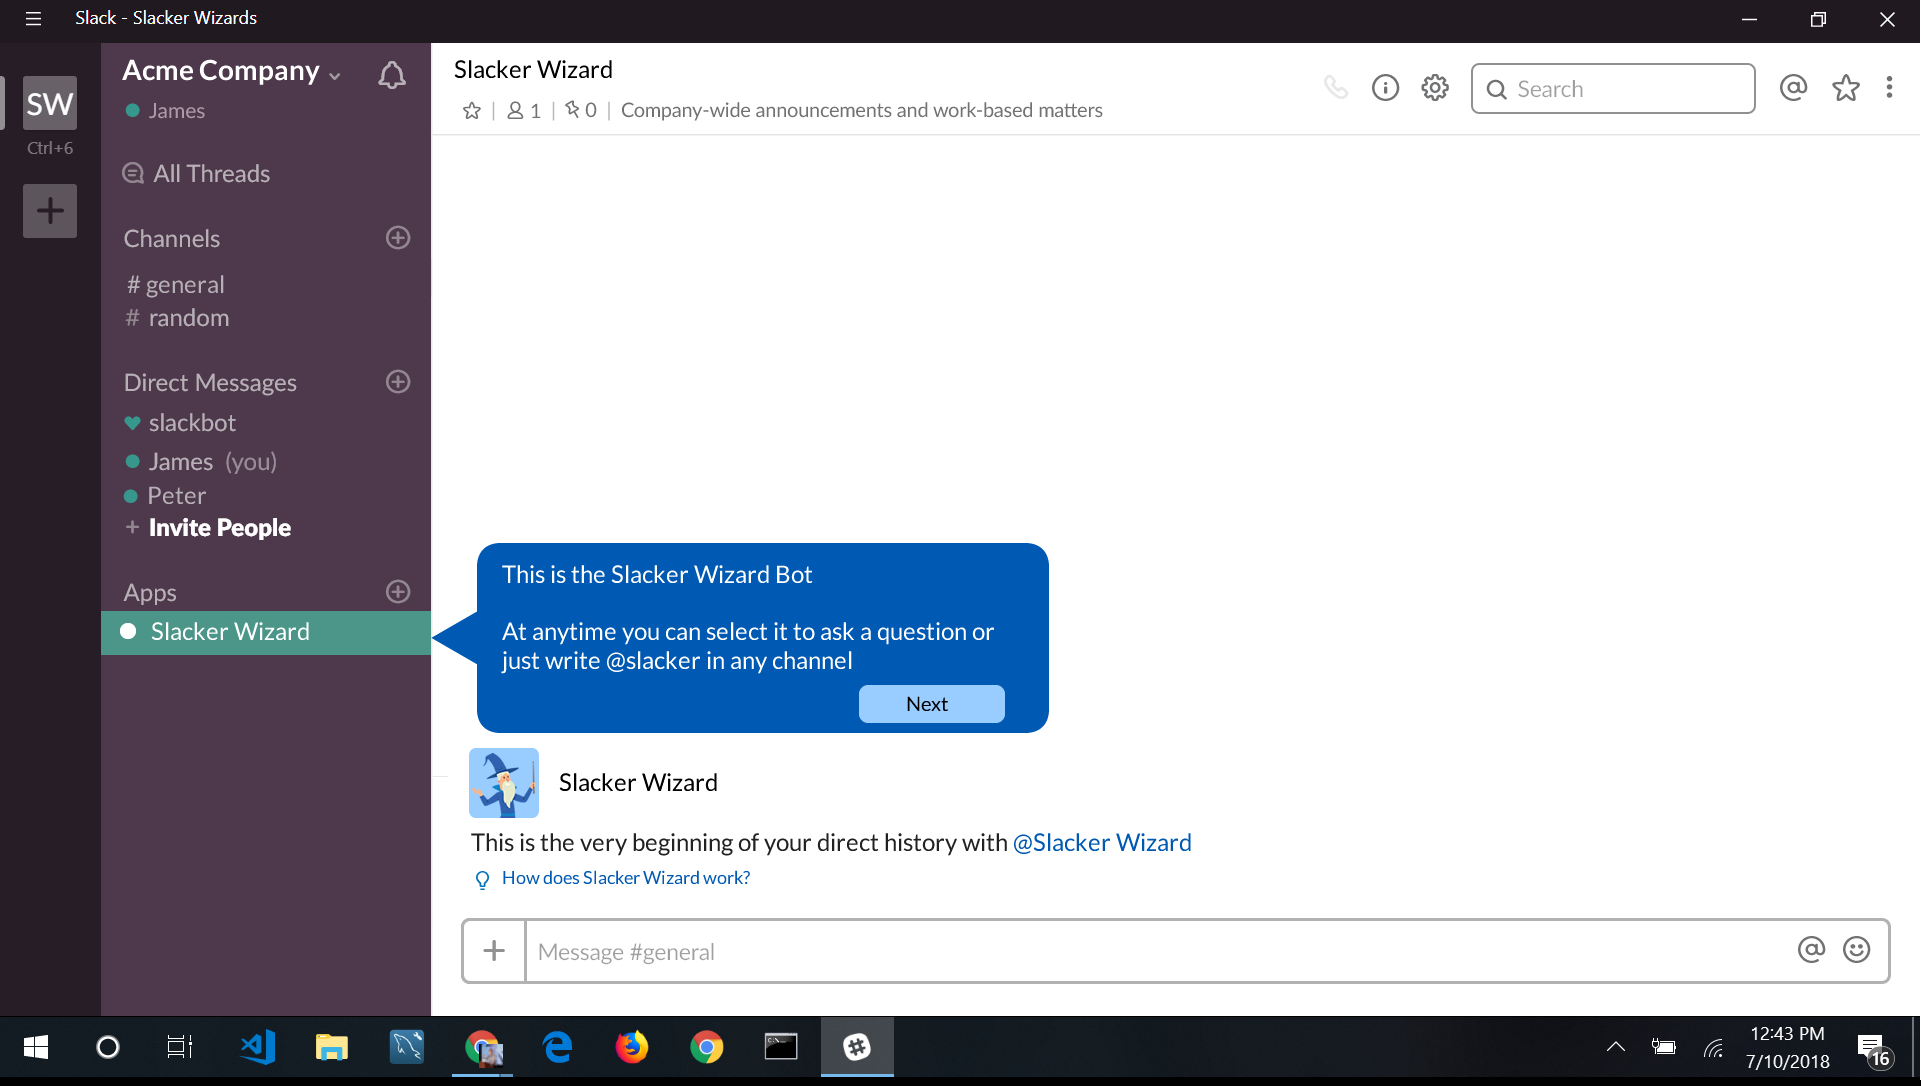 Slack - Slacker Wizards
SW
Ctrl+6
Acme Company
James
All Threads
Channels
# general
# random
Direct Messages
slackbot
James (you)
Peter
+ Invite People
Apps
Slacker Wizard
Slacker Wizard
1 | 0 | Company-wide announcements and work-based matters
Search
This is the Slacker Wizard Bot
At anytime you can select it to ask a question or
just write @slacker in any channel
Next
Slacker Wizard
This is the very beginning of your direct history with @Slacker Wizard
How does Slacker Wizard work?
Message #general
12:43 PM
7/10/2018
16